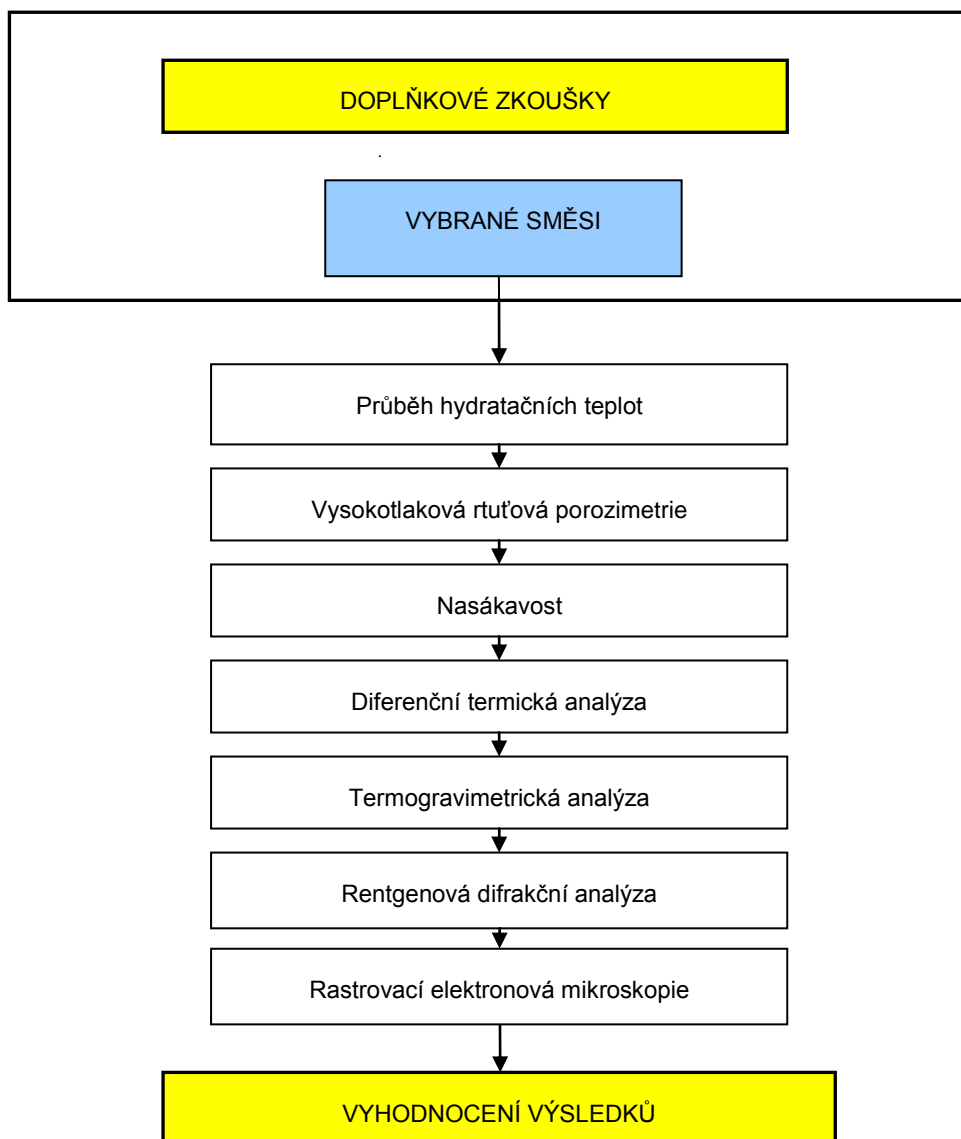 DOPLŇKOVÉ ZKOUŠKY
.
VYBRANÉ SMĚSI
Průběh hydratačních teplot
Vysokotlaková rtuťová porozimetrie
Nasákavost
Diferenční termická analýza
Termogravimetrická analýza
Rentgenová difrakční analýza
Rastrovací elektronová mikroskopie
VYHODNOCENÍ VÝSLEDKŮ